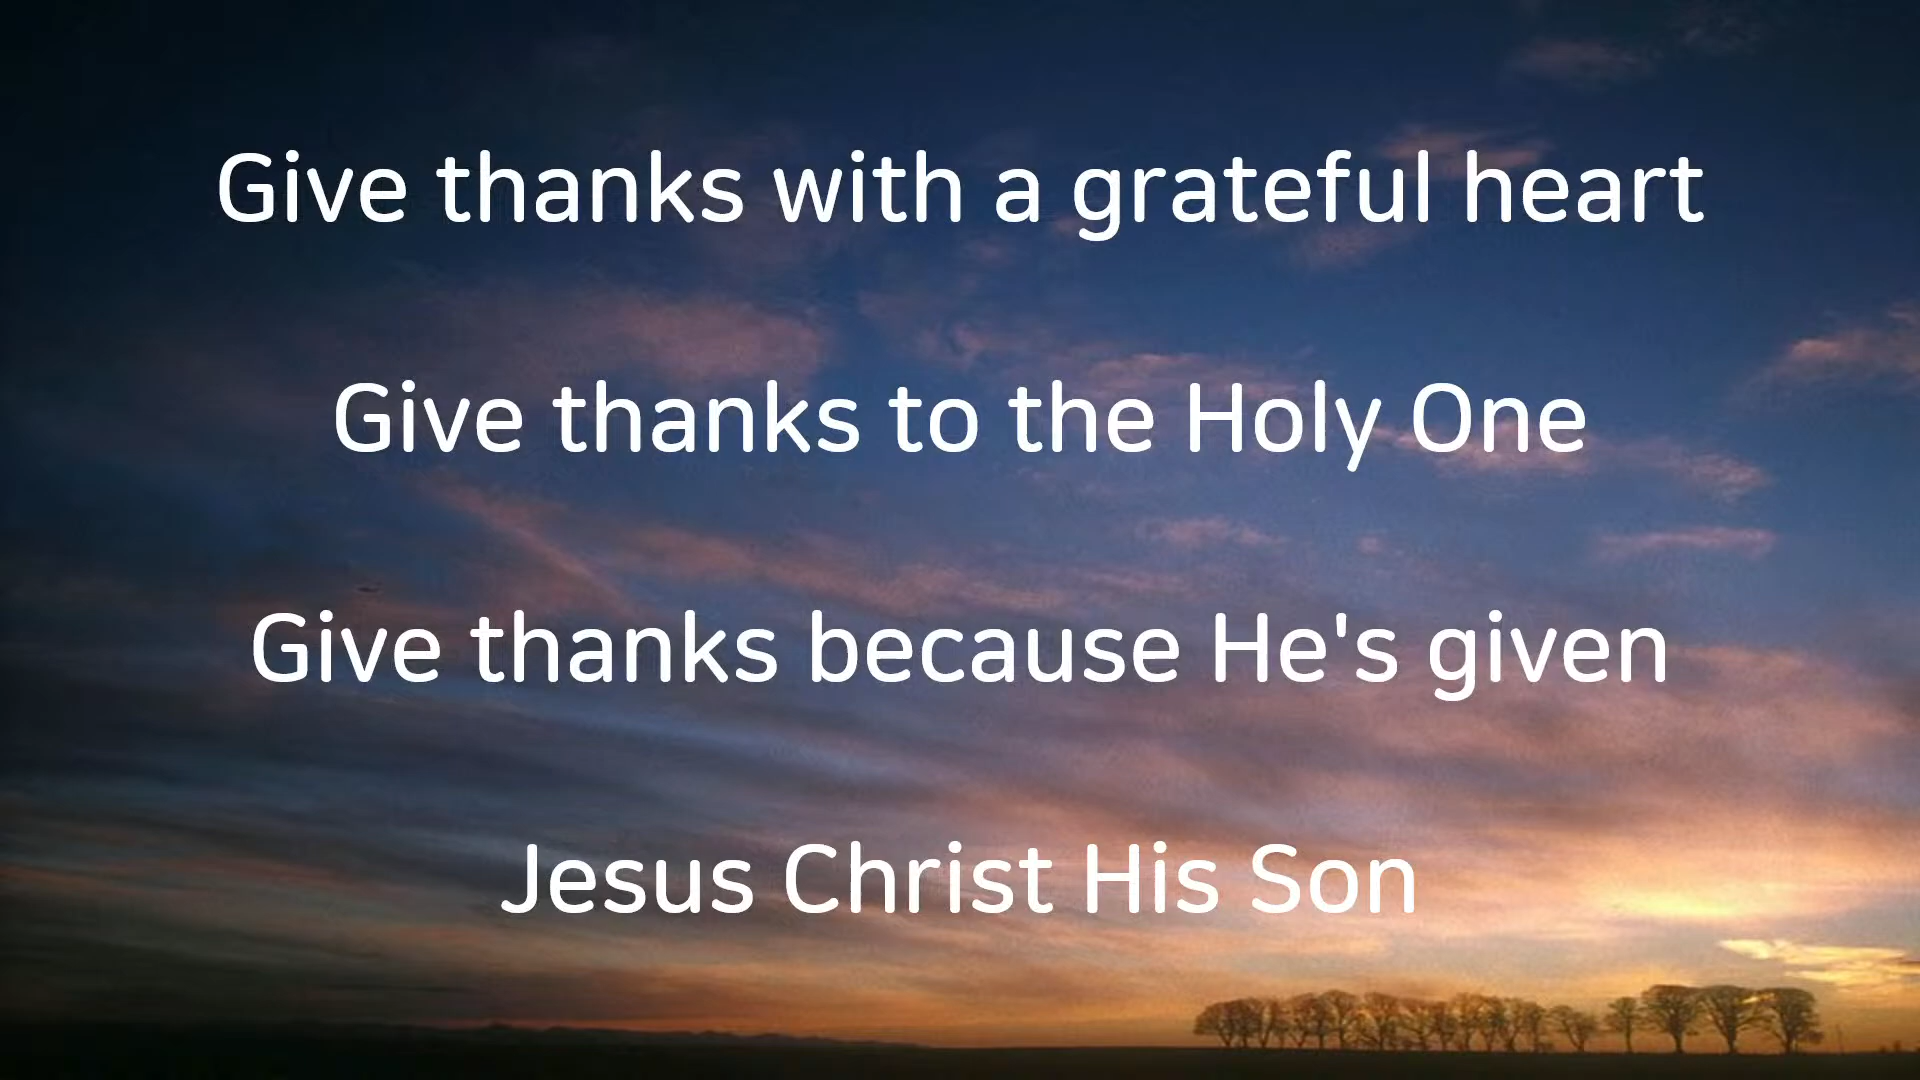 Give thanks with a grateful heart
Give thanks to the Holy One
Give thanks because He's given
Jesus Christ His Son